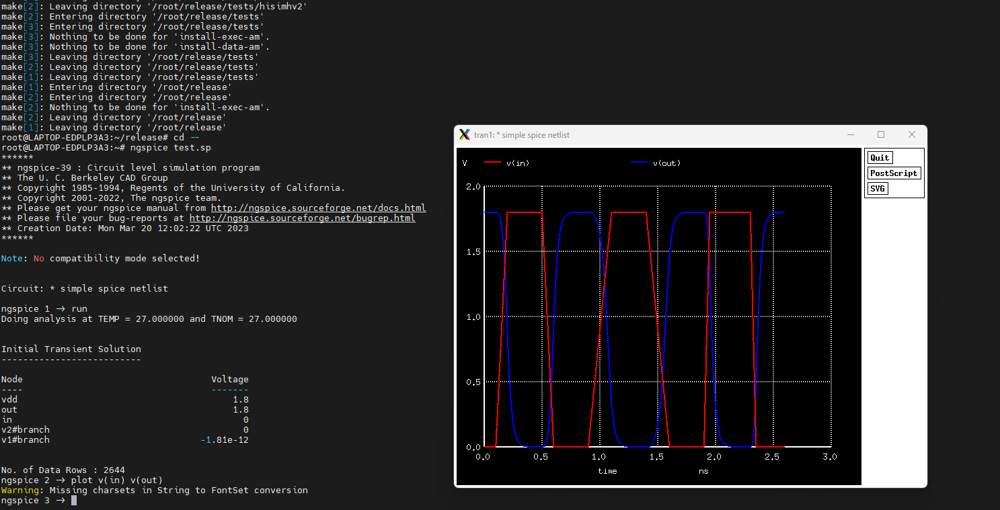 make[2]: Leaving directory '/root/release/tests/hisimhv2'
make[2]: Entering directory '/root/release/tests'
make[3]: Entering directory '/root/release/tests'
make[3]: Nothing to be done for 'install-exec-am'.
make[3]: Nothing to be done for 'install-data-am'.
make[3]: Leaving directory '/root/release/tests'
make[2]: Leaving directory '/root/release/tests'
make[1]: Leaving directory '/root/release/tests'
make[1]: Entering directory '/root/release'
make[2]: Entering directory '/root/release'
make[2]: Nothing to be done for 'install-exec-am'.
make[2]: Leaving directory '/root/release'
make[1]: Leaving directory '/root/release'
root@LAPTOP-EDPLP3A3:~/release# cd --
root@LAPTOP-EDPLP3A3:~# ngspice test.sp
******
** ngspice-39 : Circuit level simulation program
** The U. C. Berkeley CAD Group
** Copyright 1985-1994, Regents of the University of California.
** Copyright 2001-2022, The ngspice team.
** Please get your ngspice manual from http://ngspice.sourceforge.net/docs.html
** Please file your bug-reports at http://ngspice.sourceforge.net/bugrep.html
** Creation Date: Mon Mar 20 12:02:22 UTC 2023
******
Note: No compatibility mode selected!
Circuit: * simple spice netlist
ngspice 1 -> run
Doing analysis at TEMP = 27.000000 and TNOM = 27.000000
Initial Transient Solution
--------------------------
Node Voltage
---- -------
vdd 1.8
out 1.8
in 0
v2#branch 0
v1#branch -1.81e-12
No. of Data Rows : 2644
ngspice 2 -> plot v(in) v(out)
Warning: Missing charsets in String to FontSet conversion
ngspice 3 ->
tran1: * simple spice netlist
V v(in) v(out)
2.0
1.5
1.0
0.5
0.0
0.0 0.5 1.0 1.5 2.0 2.5 3.0
time ns
Quit
PostScript
SVG